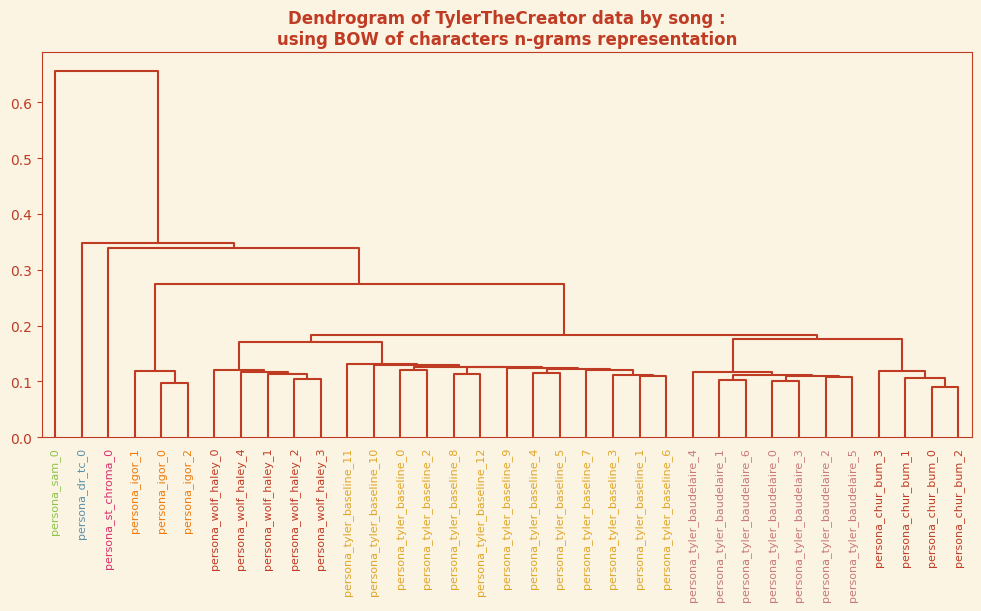 Dendrogram of TylerTheCreator data by song :
using BOW of characters n-grams representation
0.6
0.5
0.4
0.3
0.2
0.1
0.0
persona_sam_0
persona_dr_tc_0
persona_st_chroma_0
persona_igor_1
persona_igor_0
persona_igor_2
persona_wolf_haley_0
persona_wolf_haley_4
persona_wolf_haley_1
persona_wolf_haley_2
persona_wolf_haley_3
persona_tyler_baseline_11
persona_tyler_baseline_10
persona_tyler_baseline_0
persona_tyler_baseline_2
persona_tyler_baseline_8
persona_tyler_baseline_12
persona_tyler_baseline_9
persona_tyler_baseline_4
persona_tyler_baseline_5
persona_tyler_baseline_7
persona_tyler_baseline_3
persona_tyler_baseline_1
persona_tyler_baseline_6
persona_tyler_baudelaire_4
persona_tyler_baudelaire_1
persona_tyler_baudelaire_6
persona_tyler_baudelaire_0
persona_tyler_baudelaire_3
persona_tyler_baudelaire_2
persona_tyler_baudelaire_5
persona_chur_bum_3
persona_chur_bum_1
persona_chur_bum_0
persona_chur_bum_2